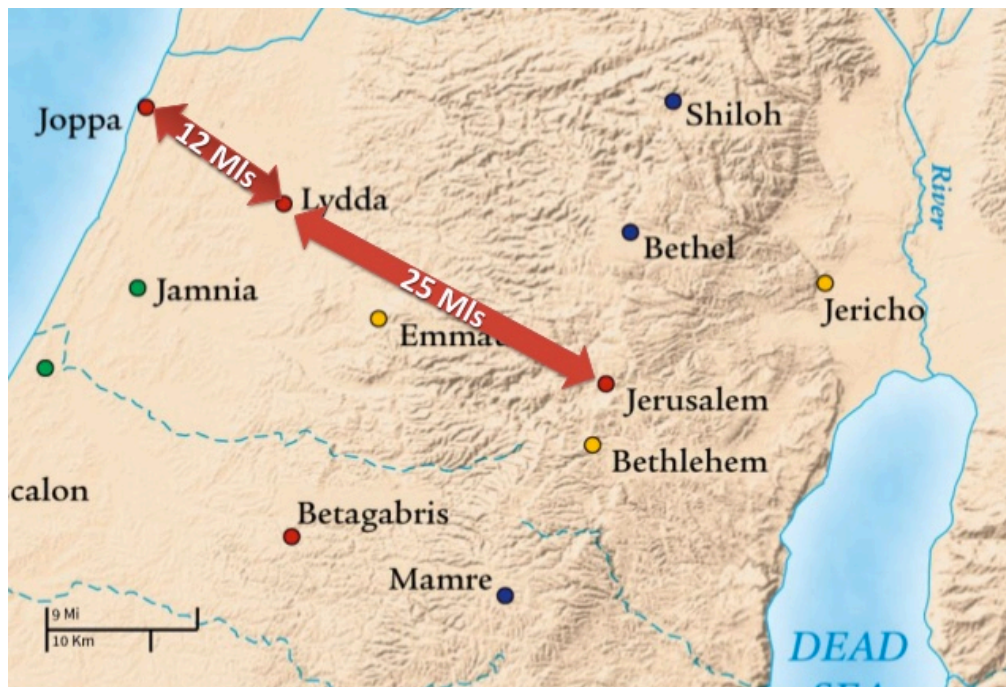 Joppa
12 Mls
Lydda
Shiloh
River
Bethel
Jamnia
25 Mls
Jericho
Jerusalem
Bethlehem
calon
Betagabris
Mamre
9 Mi
10 Km
DEAD
SEA